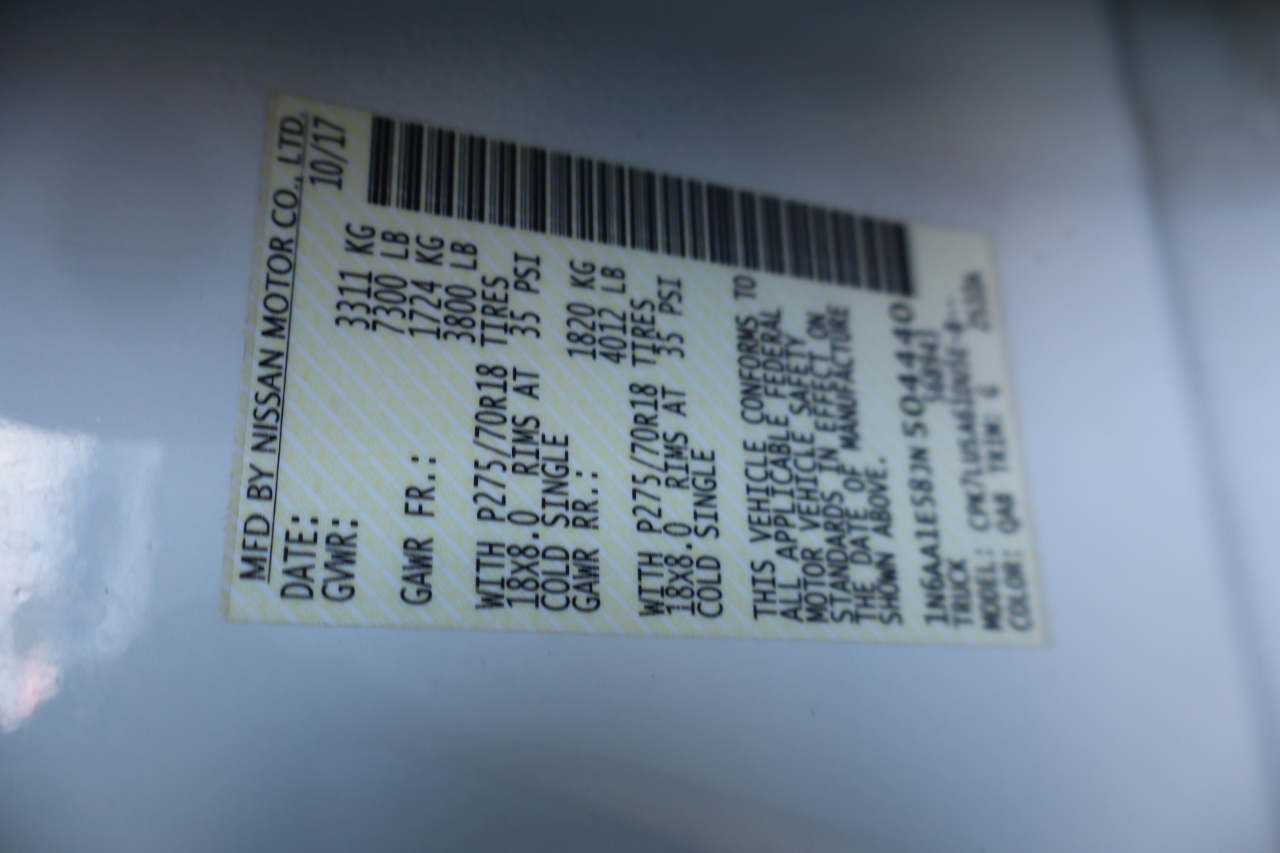 MFD BY NISSAN MOTOR CO., LTD.
DATE: 10/17
GVWR: 3311 KG
7300 LB
GAWR FR.: 1724 KG
3800 LB
WITH P275/70R18 TIRES
18X8.0 RIMS AT 35 PSI
COLD SINGLE
GAWR RR.: 1820 KG
4012 LB
WITH P275/70R18 TIRES
18X8.0 RIMS AT 35 PSI
COLD SINGLE
THIS VEHICLE CONFORMS TO
ALL APPLICABLE FEDERAL
MOTOR VEHICLE SAFETY
STANDARDS IN EFFECT ON
THE DATE OF MANUFACTURE
SHOWN ABOVE.
1N6AA1E58JN504440
TRUCK
MODEL:
COLOR: QAB TRIM: G